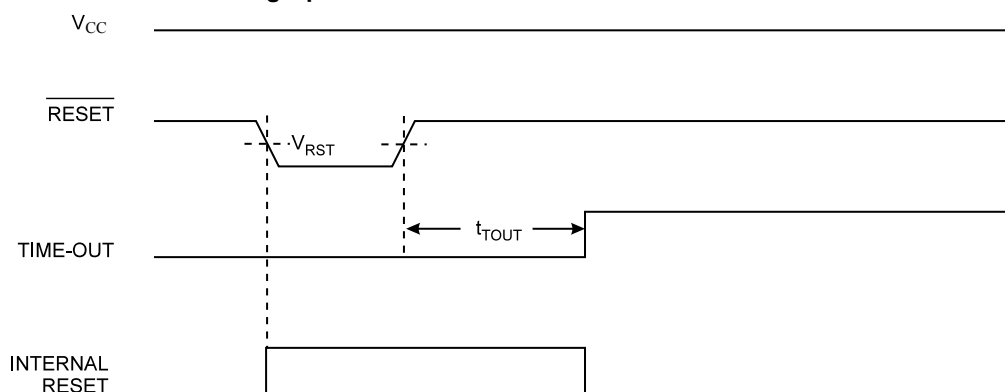 VCC
RESET
VRST
tTOUT
TIME-OUT
INTERNAL
RESET